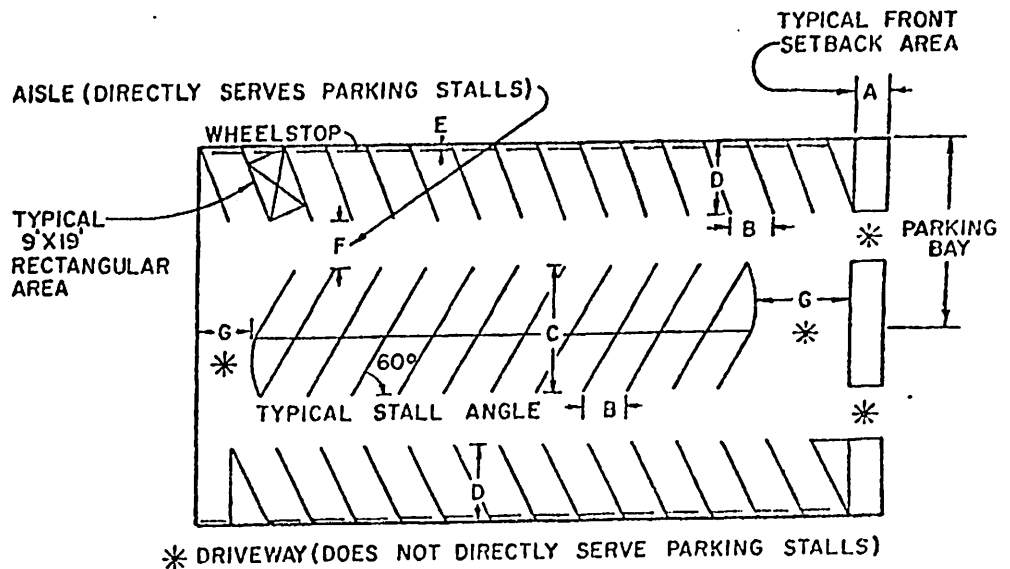 TYPICAL FRONT
SETBACK AREA
AISLE (DIRECTLY SERVES PARKING STALLS)
A
WHEELSTOP
E
D
TYPICAL
9'X19'
RECTANGULAR
AREA
F
B
PARKING
BAY
G
C
G
60°
TYPICAL STALL ANGLE
B
D
✳ DRIVEWAY (DOES NOT DIRECTLY SERVE PARKING STALLS)